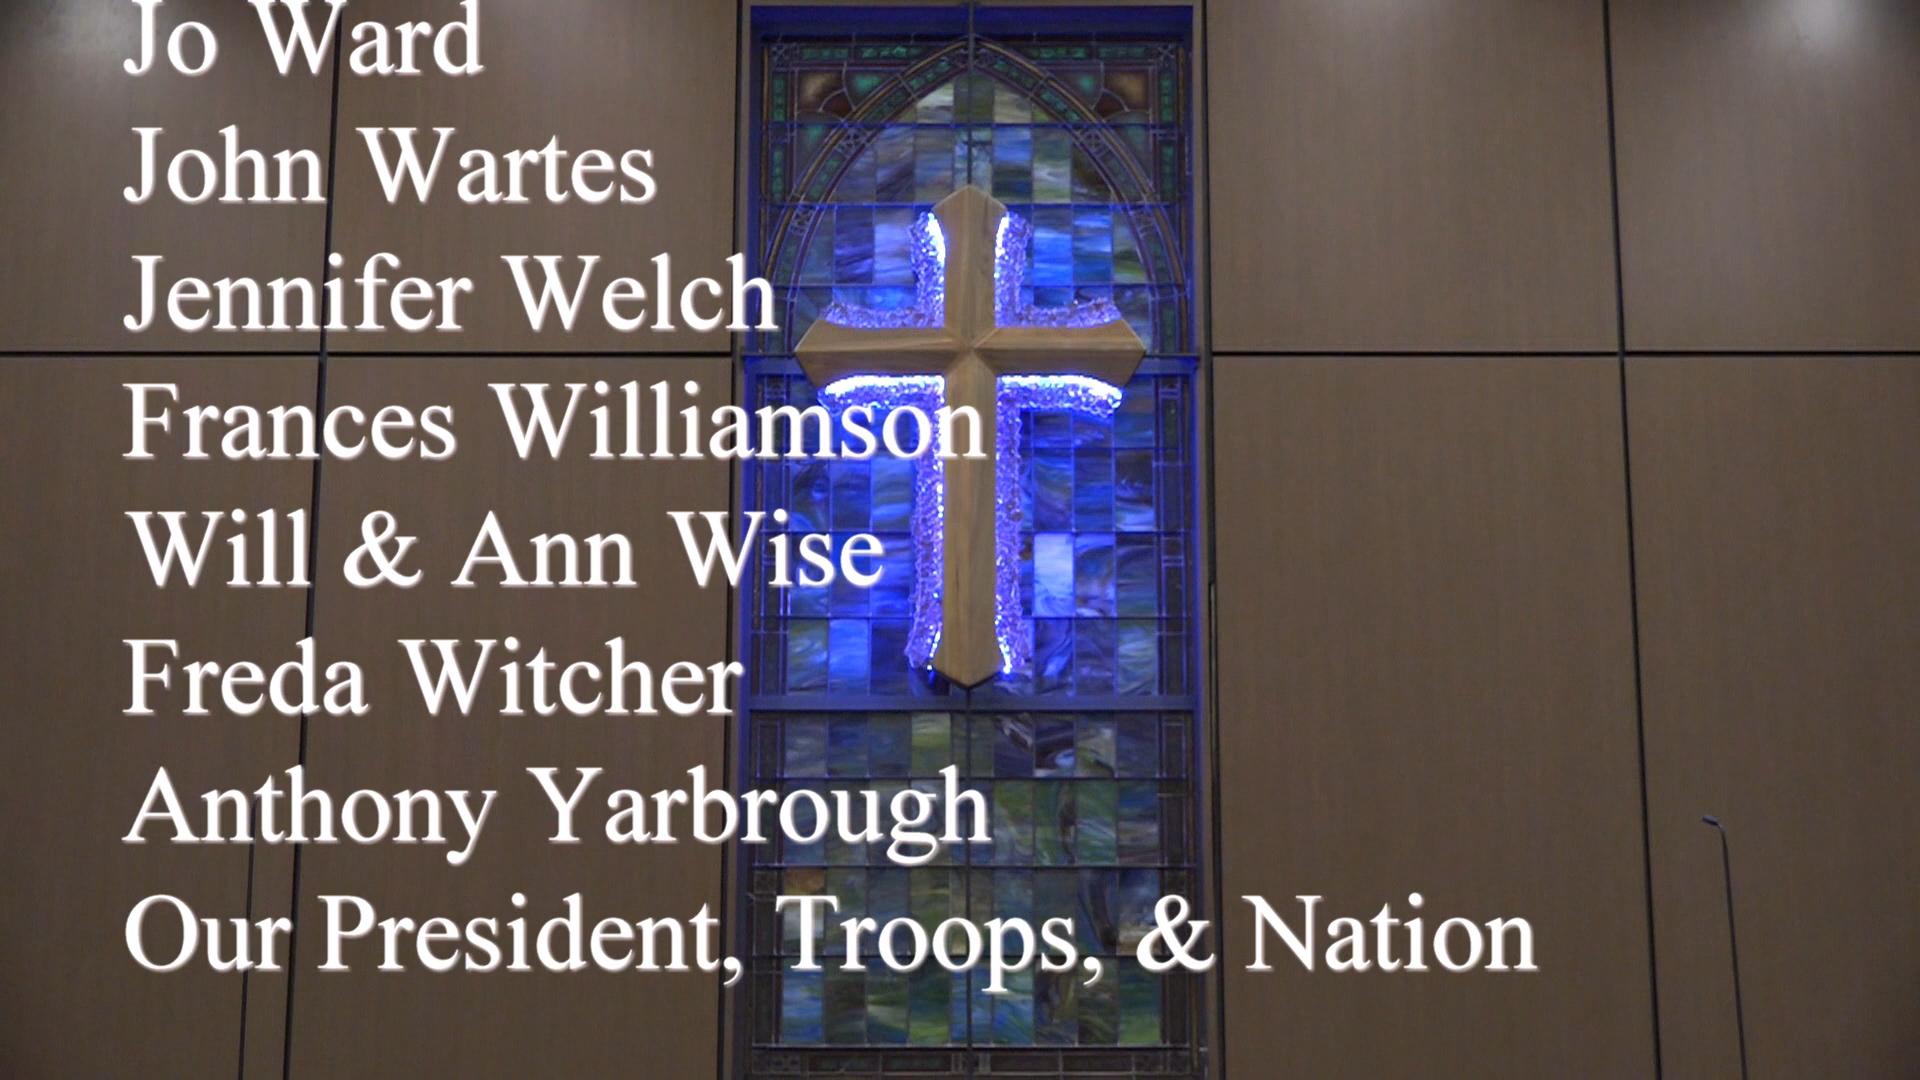 Jo Ward
John Wartes
Jennifer Welch
Frances Williamson
Will & Ann Wise
Freda Witcher
Anthony Yarbrough
Our President, Troops, & Nation